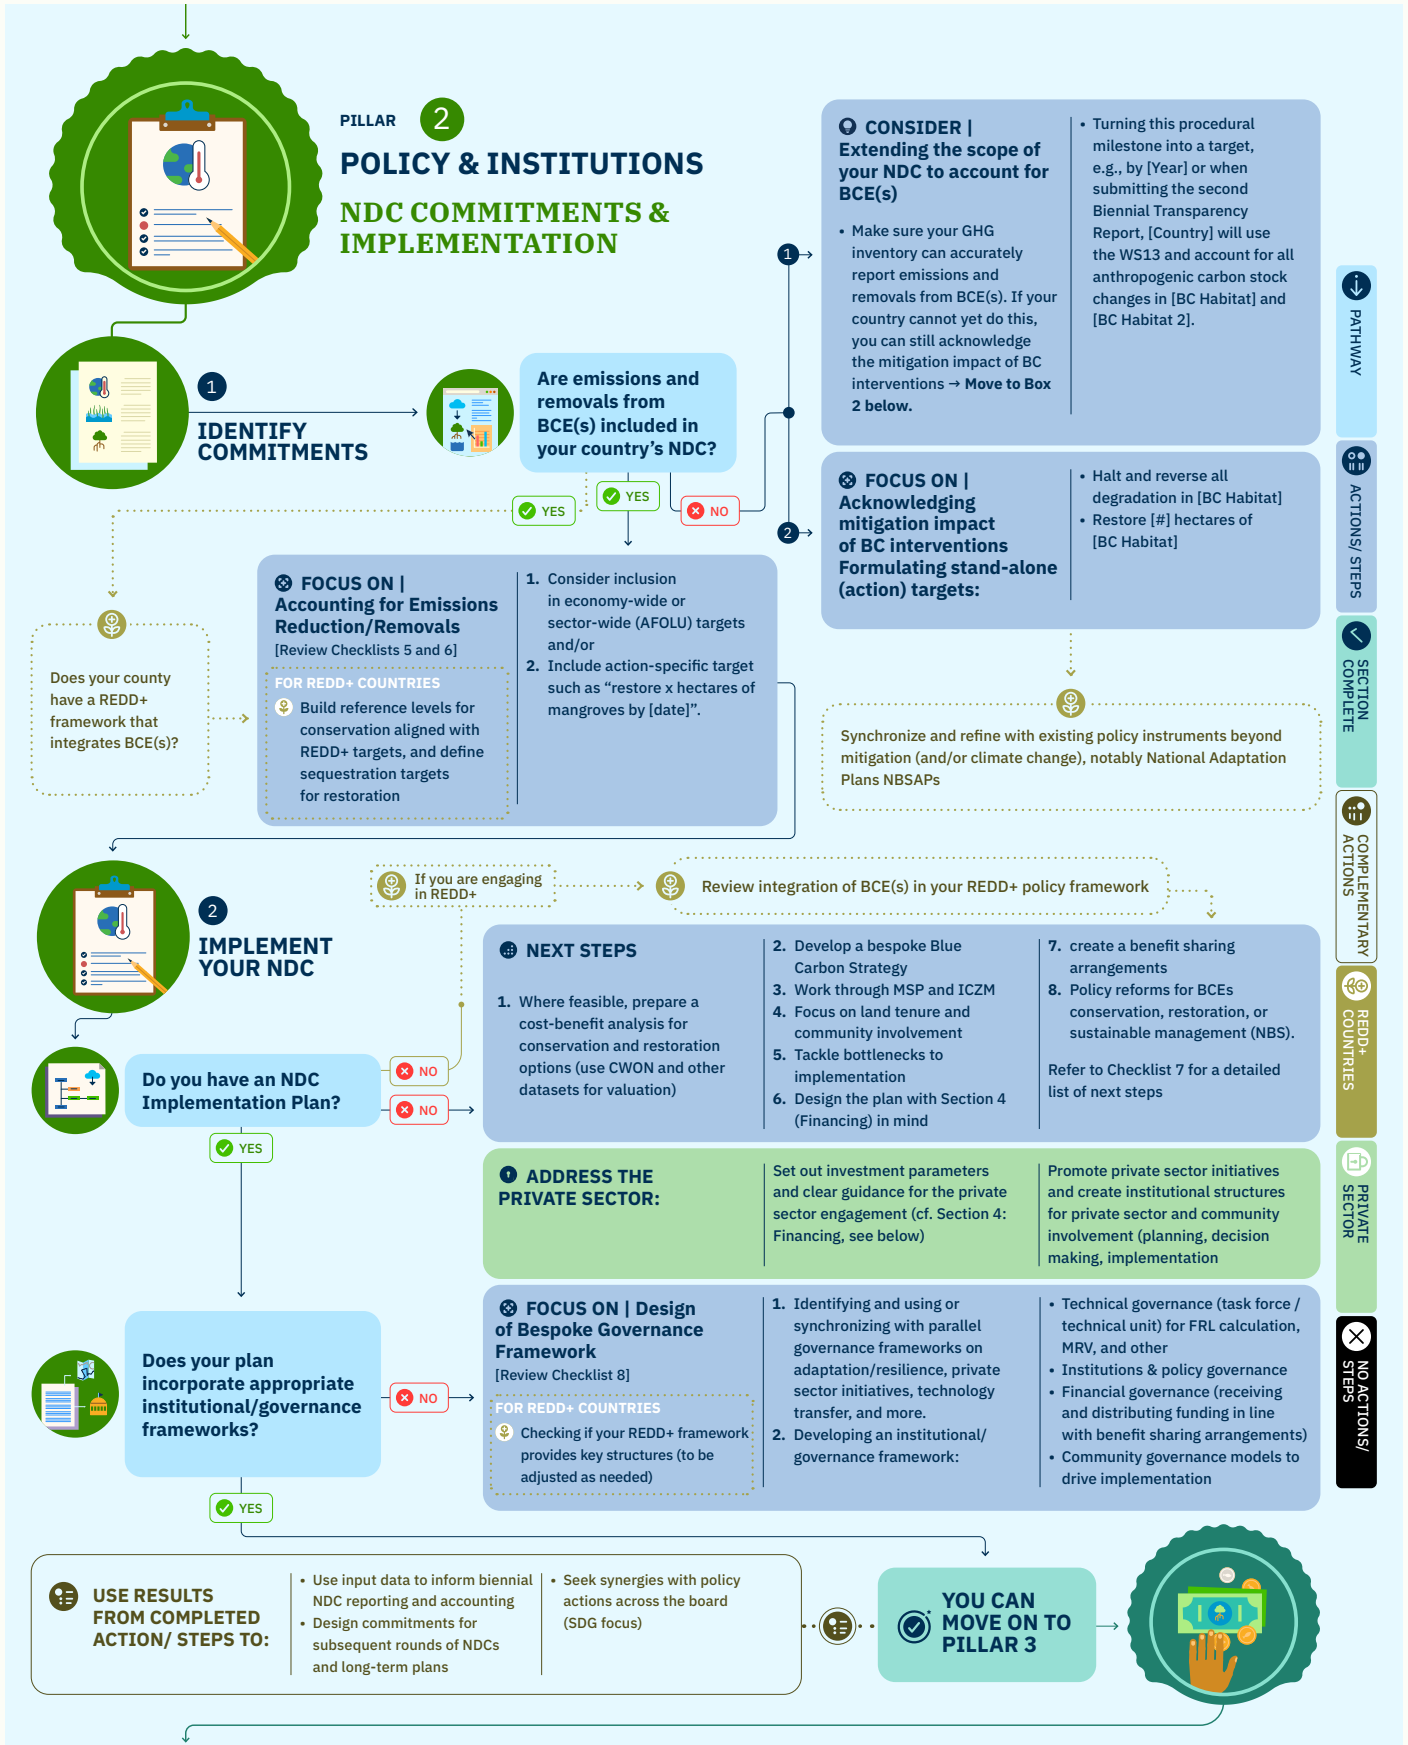 PILLAR 2
POLICY & INSTITUTIONS
NDC COMMITMENTS &
IMPLEMENTATION
1
IDENTIFY
COMMITMENTS
Are emissions and
removals from
BCE(s) included in
your country's NDC?
YES
YES
NO
1
CONSIDER |
Extending the scope of
your NDC to account for
BCE(s)
• Make sure your GHG
inventory can accurately
report emissions and
removals from BCE(s). If your
country cannot yet do this,
you can still acknowledge
the mitigation impact of BC
interventions → Move to Box
2 below.
• Turning this procedural
milestone into a target,
e.g., by [Year] or when
submitting the second
Biennial Transparency
Report, [Country] will use
the WS13 and account for all
anthropogenic carbon stock
changes in [BC Habitat] and
[BC Habitat 2].
2
FOCUS ON |
Acknowledging
mitigation impact
of BC interventions
Formulating stand-alone
(action) targets:
• Halt and reverse all
degradation in [BC Habitat]
• Restore [#] hectares of
[BC Habitat]
Synchronize and refine with existing policy instruments beyond
mitigation (and/or climate change), notably National Adaptation
Plans NBSAPs
Does your county
have a REDD+
framework that
integrates BCE(s)?
FOCUS ON |
Accounting for Emissions
Reduction/Removals
[Review Checklists 5 and 6]
FOR REDD+ COUNTRIES
Build reference levels for
conservation aligned with
REDD+ targets, and define
sequestration targets
for restoration
1. Consider inclusion
in economy-wide or
sector-wide (AFOLU) targets
and/or
2. Include action-specific target
such as “restore x hectares of
mangroves by [date]”.
2
IMPLEMENT
YOUR NDC
If you are engaging
in REDD+
Review integration of BCE(s) in your REDD+ policy framework
Do you have an NDC
Implementation Plan?
NO
NO
YES
NEXT STEPS
1. Where feasible, prepare a
cost-benefit analysis for
conservation and restoration
options (use CWON and other
datasets for valuation)
2. Develop a bespoke Blue
Carbon Strategy
3. Work through MSP and ICZM
4. Focus on land tenure and
community involvement
5. Tackle bottlenecks to
implementation
6. Design the plan with Section 4
(Financing) in mind
7. create a benefit sharing
arrangements
8. Policy reforms for BCEs
conservation, restoration, or
sustainable management (NBS).
Refer to Checklist 7 for a detailed
list of next steps
ADDRESS THE
PRIVATE SECTOR:
Set out investment parameters
and clear guidance for the private
sector engagement (cf. Section 4:
Financing, see below)
Promote private sector initiatives
and create institutional structures
for private sector and community
involvement (planning, decision
making, implementation
Does your plan
incorporate appropriate
institutional/governance
frameworks?
NO
YES
FOCUS ON | Design
of Bespoke Governance
Framework
[Review Checklist 8]
FOR REDD+ COUNTRIES
Checking if your REDD+ framework
provides key structures (to be
adjusted as needed)
1. Identifying and using or
synchronizing with parallel
governance frameworks on
adaptation/resilience, private
sector initiatives, technology
transfer, and more.
2. Developing an institutional/
governance framework:
• Technical governance (task force /
technical unit) for FRL calculation,
MRV, and other
• Institutions & policy governance
• Financial governance (receiving
and distributing funding in line
with benefit sharing arrangements)
• Community governance models to
drive implementation
USE RESULTS
FROM COMPLETED
ACTION/ STEPS TO:
• Use input data to inform biennial
NDC reporting and accounting
• Design commitments for
subsequent rounds of NDCs
and long-term plans
• Seek synergies with policy
actions across the board
(SDG focus)
YOU CAN
MOVE ON TO
PILLAR 3
PATHWAY
ACTIONS/ STEPS
SECTION
COMPLETE
COMPLEMENTARY
ACTIONS
REDD+
COUNTRIES
PRIVATE
SECTOR
NO ACTIONS/
STEPS